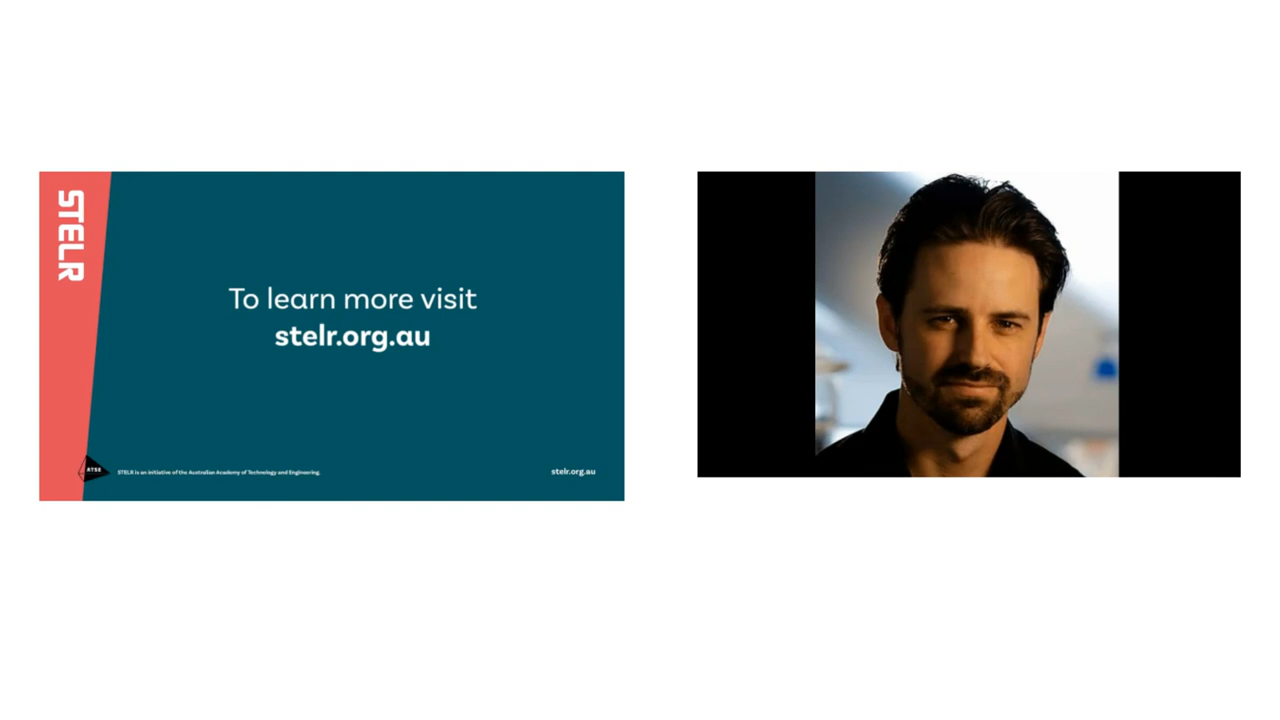 STELR
To learn more visit
stelr.org.au
ATSE
STELR is an initiative of the Australian Academy of Technology and Engineering.
stelr.org.au